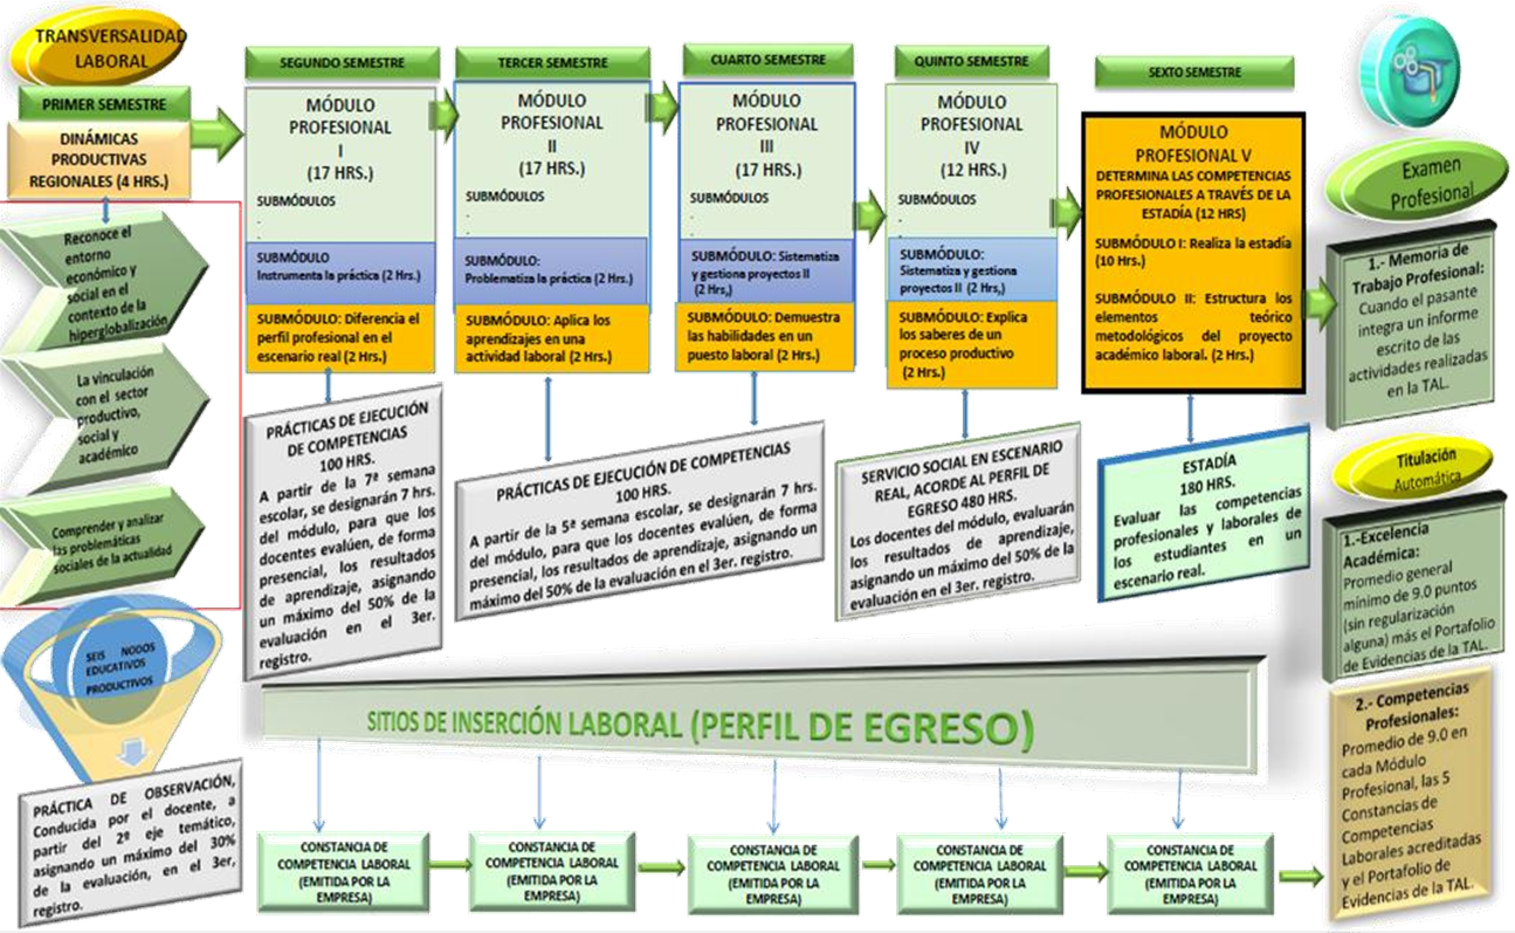 TRANSVERSALIDAD
LABORAL
PRIMER SEMESTRE
DINÁMICAS
PRODUCTIVAS
REGIONALES (4 HRS.)
Reconoce el
entorno
económico y
social en el
contexto de la
hiperglobalización
La vinculación
con el sector
productivo,
social y
académico
Comprender y analizar
las problemáticas
sociales de la actualidad
SEIS NODOS
EDUCATIVOS
PRODUCTIVOS
PRÁCTICA DE OBSERVACIÓN,
Conducida por el docente, a
partir del 2º eje temático,
asignando un máximo del 30%
de la evaluación, en el 3er,
registro.
SEGUNDO SEMESTRE
MÓDULO
PROFESIONAL
I
(17 HRS.)
SUBMÓDULOS
.
.
SUBMÓDULO
Instrumenta la práctica (2 Hrs.)
SUBMÓDULO: Diferencia el
perfil profesional en el
escenario real (2 Hrs.)
PRÁCTICAS DE EJECUCIÓN
DE COMPETENCIAS
100 HRS.
A partir de la 7ª semana
escolar, se designarán 7 hrs.
del módulo, para que los
docentes evalúen, de forma
presencial, los resultados
de aprendizaje, asignando
un máximo del 50% de la
evaluación en el 3er.
registro.
TERCER SEMESTRE
MÓDULO
PROFESIONAL
II
(17 HRS.)
SUBMÓDULOS
.
.
SUBMÓDULO:
Problematiza la práctica (2 Hrs.)
SUBMÓDULO: Aplica los
aprendizajes en una
actividad laboral (2 Hrs.)
CUARTO SEMESTRE
MÓDULO
PROFESIONAL
III
(17 HRS.)
SUBMÓDULOS
.
.
SUBMÓDULO: Sistematiza
y gestiona proyectos II
(2 Hrs,)
SUBMÓDULO: Demuestra
las habilidades en un
puesto laboral (2 Hrs.)
PRÁCTICAS DE EJECUCIÓN DE COMPETENCIAS
100 HRS.
A partir de la 5ª semana escolar, se designarán 7 hrs.
del módulo, para que los docentes evalúen, de forma
presencial, los resultados de aprendizaje, asignando un
máximo del 50% de la evaluación en el 3er. registro.
QUINTO SEMESTRE
MÓDULO
PROFESIONAL
IV
(12 HRS.)
SUBMÓDULOS
.
.
SUBMÓDULO:
Sistematiza y gestiona
proyectos II (2 Hrs,)
SUBMÓDULO: Explica
los saberes de un
proceso productivo
(2 Hrs.)
SERVICIO SOCIAL EN ESCENARIO
REAL, ACORDE AL PERFIL DE
EGRESO 480 HRS.
Los docentes del módulo, evaluarán
los resultados de aprendizaje,
asignando un máximo del 50% de la
evaluación en el 3er. registro.
SEXTO SEMESTRE
MÓDULO
PROFESIONAL V
DETERMINA LAS COMPETENCIAS
PROFESIONALES A TRAVÉS DE LA
ESTADÍA (12 HRS)
SUBMÓDULO I: Realiza la estadía
(10 Hrs.)
SUBMÓDULO II: Estructura los
elementos teórico
metodológicos del proyecto
académico laboral. (2 Hrs.)
ESTADÍA
180 HRS.
Evaluar las competencias
profesionales y laborales de
los estudiantes en un
escenario real.
Examen
Profesional
1.- Memoria de
Trabajo Profesional:
Cuando el pasante
integra un informe
escrito de las
actividades realizadas
en la TAL.
Titulación
Automática
1.-Excelencia
Académica:
Promedio general
mínimo de 9.0 puntos
(sin regularización
alguna) más el Portafolio
de Evidencias de la TAL.
2.- Competencias
Profesionales:
Promedio de 9.0 en
cada Módulo
Profesional, las 5
Constancias de
Competencias
Laborales acreditadas
y el Portafolio de
Evidencias de la TAL.
SITIOS DE INSERCIÓN LABORAL (PERFIL DE EGRESO)
CONSTANCIA DE
COMPETENCIA LABORAL
(EMITIDA POR LA
EMPRESA)
CONSTANCIA DE
COMPETENCIA LABORAL
(EMITIDA POR LA
EMPRESA)
CONSTANCIA DE
COMPETENCIA LABORAL
(EMITIDA POR LA
EMPRESA)
CONSTANCIA DE
COMPETENCIA LABORAL
(EMITIDA POR LA
EMPRESA)
CONSTANCIA DE
COMPETENCIA LABORAL
(EMITIDA POR LA
EMPRESA)